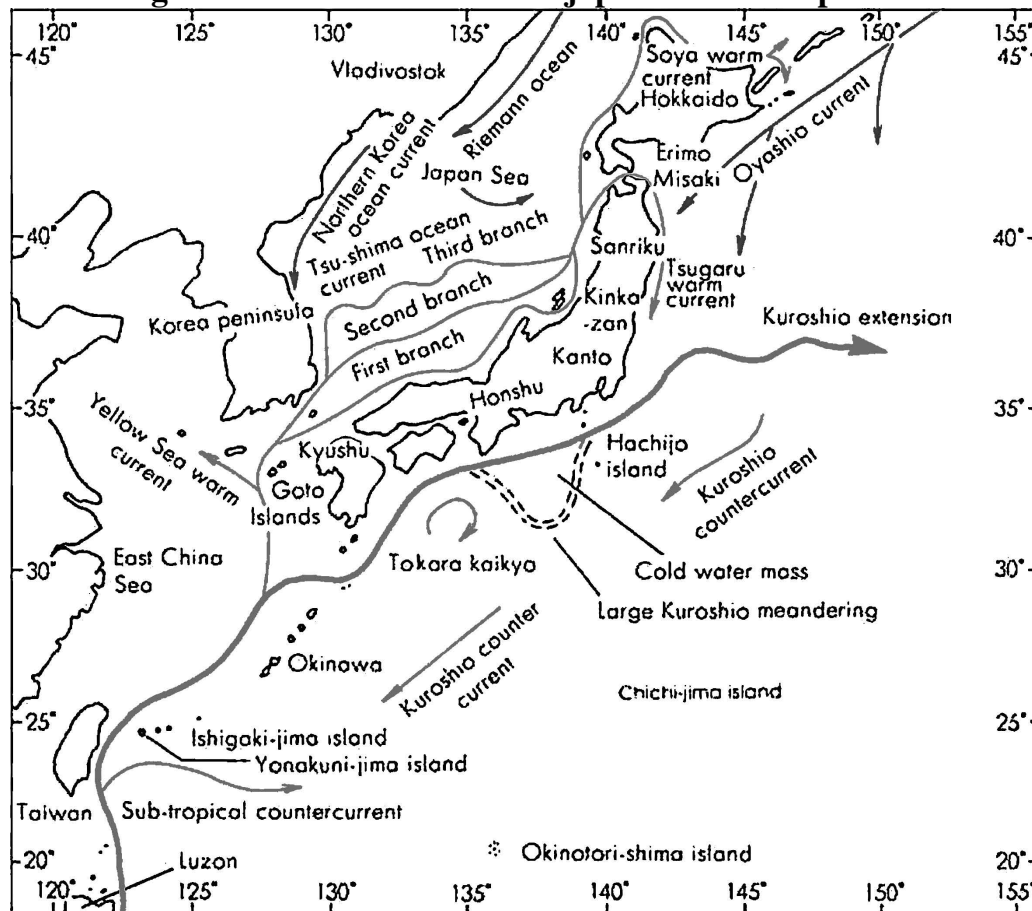 120° 125° 130° 135° 140° 145° 150° 155°
45° 45°
Vladivostok
Soya warm
current
Hokkaido
Riemann ocean
Northern Korea
ocean current
Japan Sea
Erimo
Misaki
Oyashia current
40° 40°
Tsu-shima ocean
current
Third branch
Second branch
First branch
Sanriku
Tsugaru
warm
current
Kinka
-zan
Korea peninsula
Kuroshio extension
Kanto
Honshu
35° 35°
Yellow Sea warm
current
Kyushu
Goto
Islands
Hachijo
island
Kuroshio
countercurrent
East China
Sea
30° 30°
Tokara kaikya
Cold water mass
Large Kuroshio meandering
Okinawa
Kuroshio counter
current
Chichi-jima island
25° 25°
Ishigaki-jima island
Yonakuni-jima island
Taiwan
Sub-tropical countercurrent
Okinotori-shima island
20° 20°
Luzon
120° 125° 130° 135° 140° 145° 150° 155°